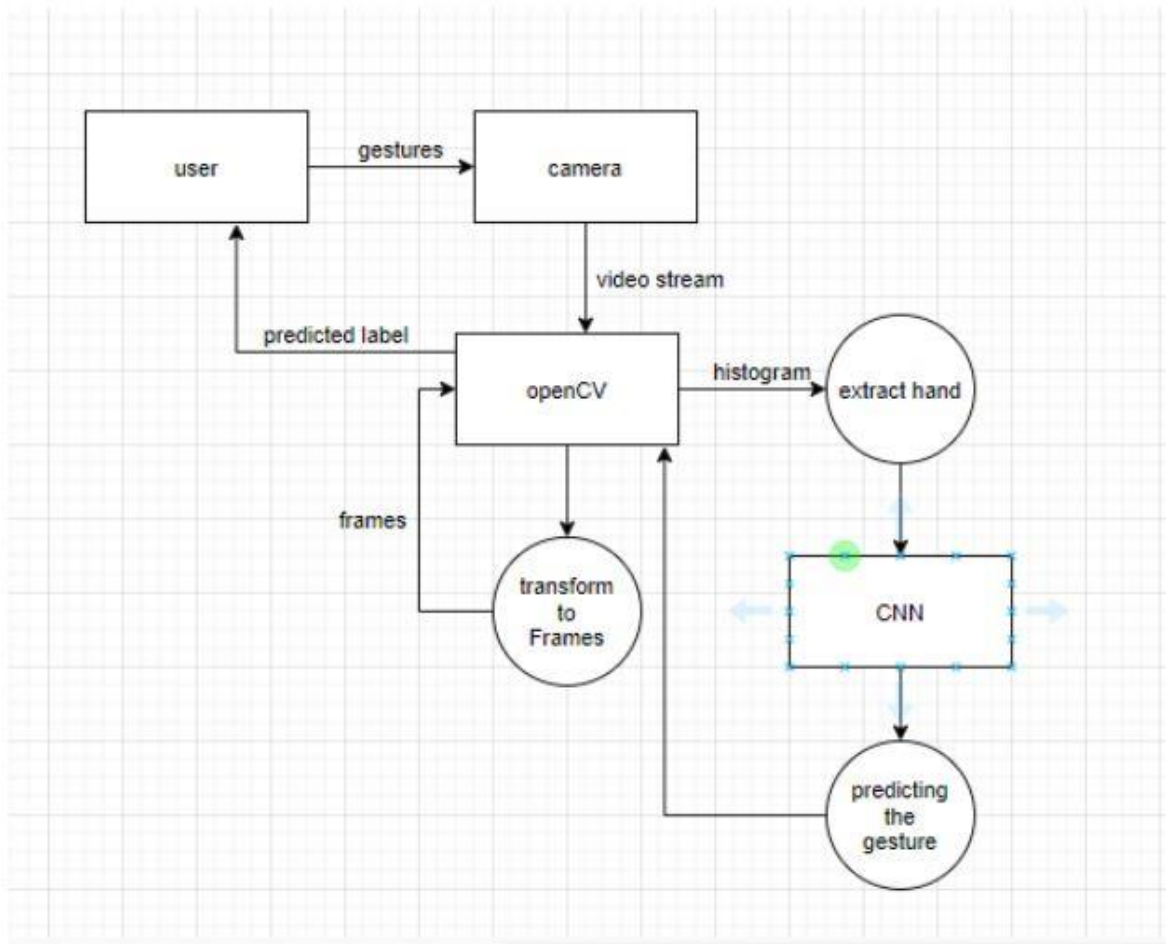 user
gestures
camera
video stream
predicted label
openCV
histogram
extract hand
frames
transform
to
Frames
CNN
predicting
the
gesture